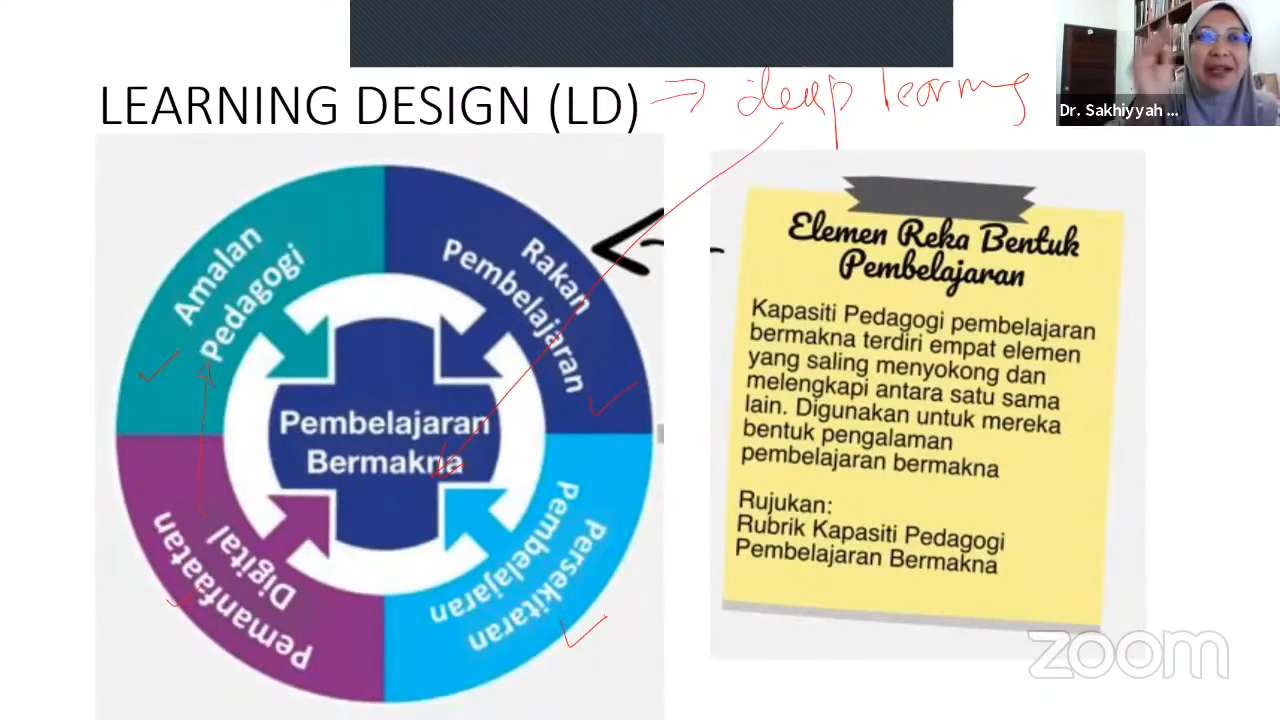 LEARNING DESIGN (LD) → deep learning
Dr. Sakhiyyah ...
Amalan
Pedagogi
Rakan
Pembelajaran
Pembelajaran
Bermakna
Pemanfaatan
Digital
Persekitaran
Pembelajaran
Elemen Reka Bentuk
Pembelajaran
Kapasiti Pedagogi pembelajaran
bermakna terdiri empat elemen
yang saling menyokong dan
melengkapi antara satu sama
lain. Digunakan untuk mereka
bentuk pengalaman
pembelajaran bermakna
Rujukan:
Rubrik Kapasiti Pedagogi
Pembelajaran Bermakna
zoom